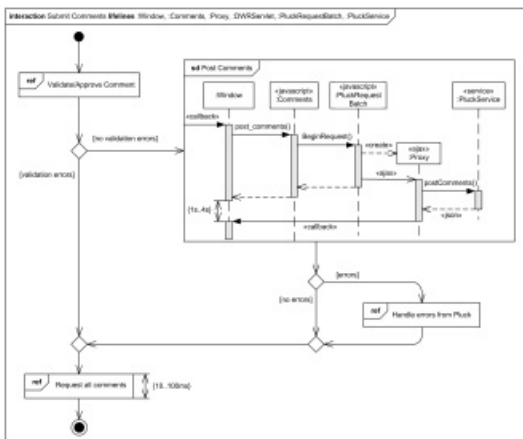 interaction Submit Comments lifelines :Window, :Comments, :Proxy, :DWRServlet, :PluckRequestBatch, :PluckService
ref
Validate/Approve Comment
[no validation errors]
[validation errors]
sd Post Comments
:Window
«javascript»
:Comments
«javascript»
:PluckRequest
Batch
«service»
:PluckService
«callback»
post_comments()
BeginRequest()
«create»
«ajax»
:Proxy
«ajax»
postComments()
«json»
{1s..4s}
«callback»
[errors]
[no errors]
ref
Handle errors from Pluck
ref
Request all comments
{10..100ms}